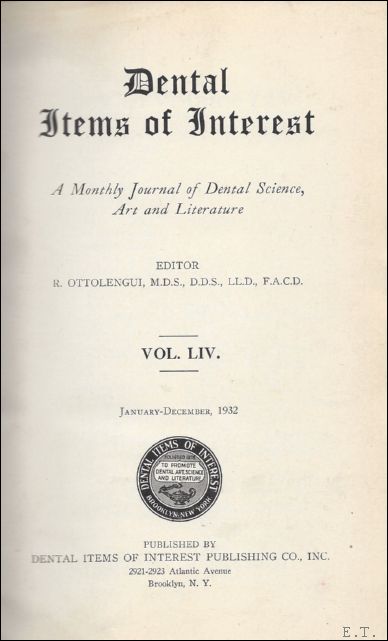 Dental
Items of Interest
A Monthly Journal of Dental Science,
Art and Literature
EDITOR
R. OTTOLENGUI, M.D.S., D.D.S., LL.D., F.A.C.D.
VOL. LIV.
JANUARY-DECEMBER, 1932
DENTAL ITEMS OF INTEREST
TO PROMOTE
DENTAL ART, SCIENCE
AND LITERATURE
BROOKLYN, NEW YORK
PUBLISHED BY
DENTAL ITEMS OF INTEREST PUBLISHING CO., INC.
2921-2923 Atlantic Avenue
Brooklyn, N. Y.
E.T.